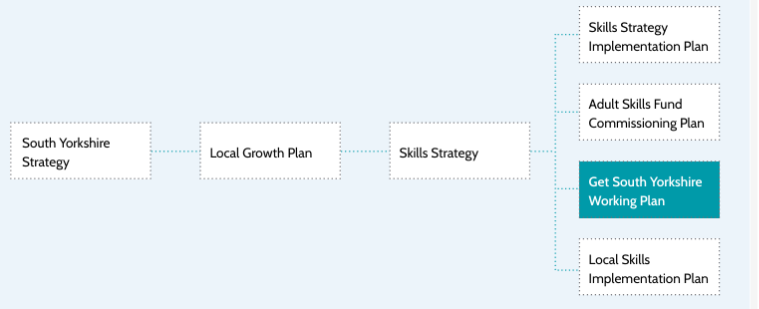 South Yorkshire
Strategy
Local Growth Plan
Skills Strategy
Skills Strategy
Implementation Plan
Adult Skills Fund
Commissioning Plan
Get South Yorkshire
Working Plan
Local Skills
Implementation Plan